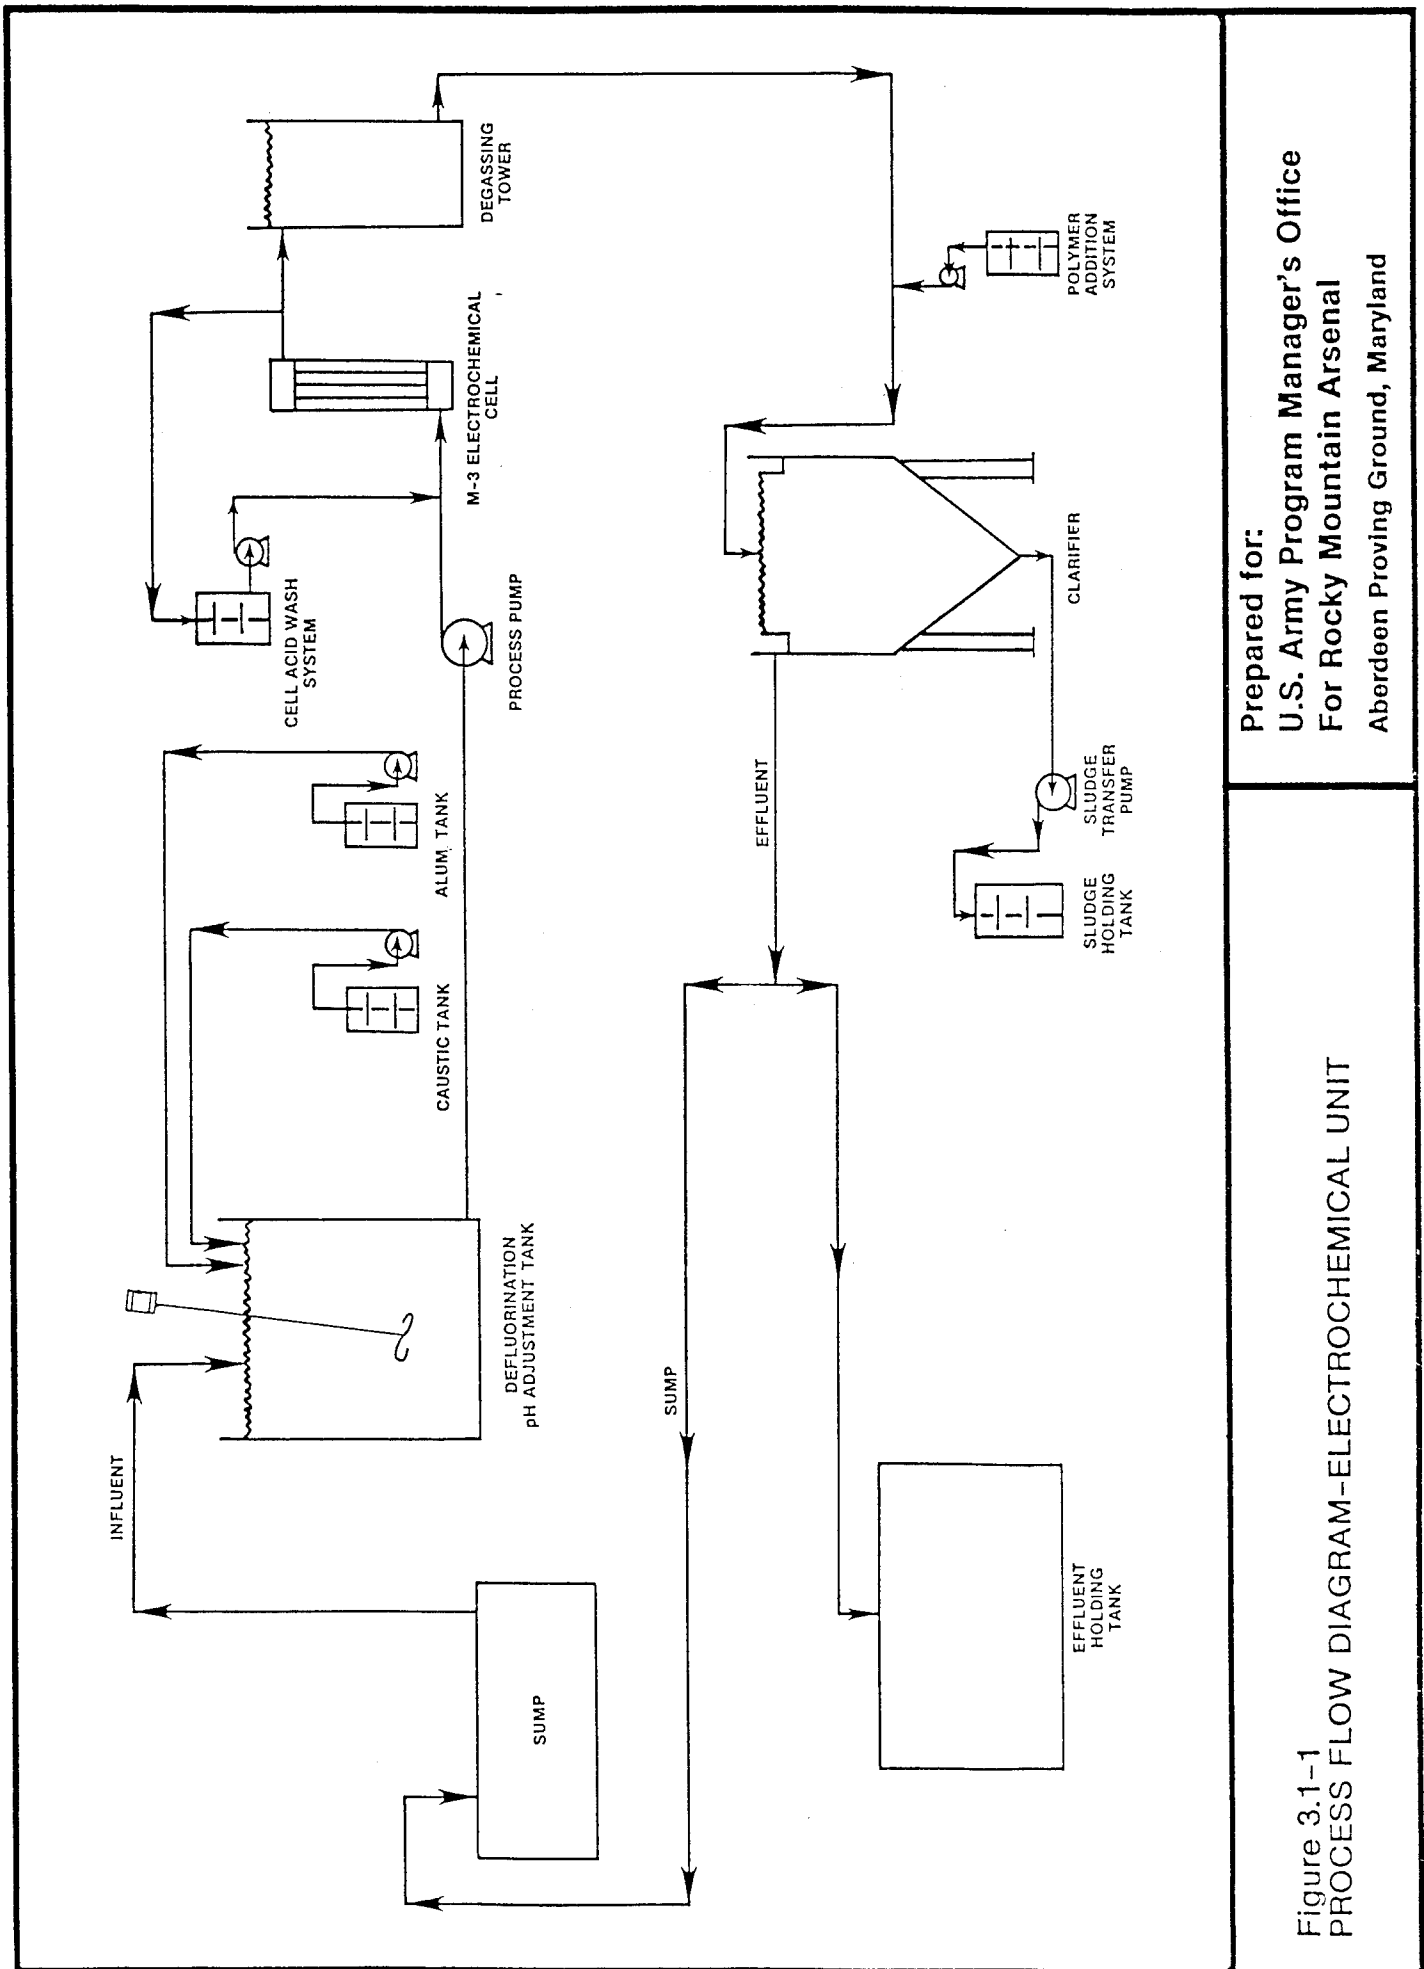 INFLUENT
SUMP
DEFLUORINATION
pH ADJUSTMENT TANK
CAUSTIC TANK
ALUM. TANK
CELL ACID WASH
SYSTEM
PROCESS PUMP
M-3 ELECTROCHEMICAL
CELL
DEGASSING
TOWER
SUMP
EFFLUENT
EFFLUENT
HOLDING
TANK
SLUDGE
HOLDING
TANK
SLUDGE
TRANSFER
PUMP
CLARIFIER
POLYMER
ADDITION
SYSTEM
Figure 3.1-1
PROCESS FLOW DIAGRAM-ELECTROCHEMICAL UNIT
Prepared for:
U.S. Army Program Manager's Office
For Rocky Mountain Arsenal
Aberdeen Proving Ground, Maryland